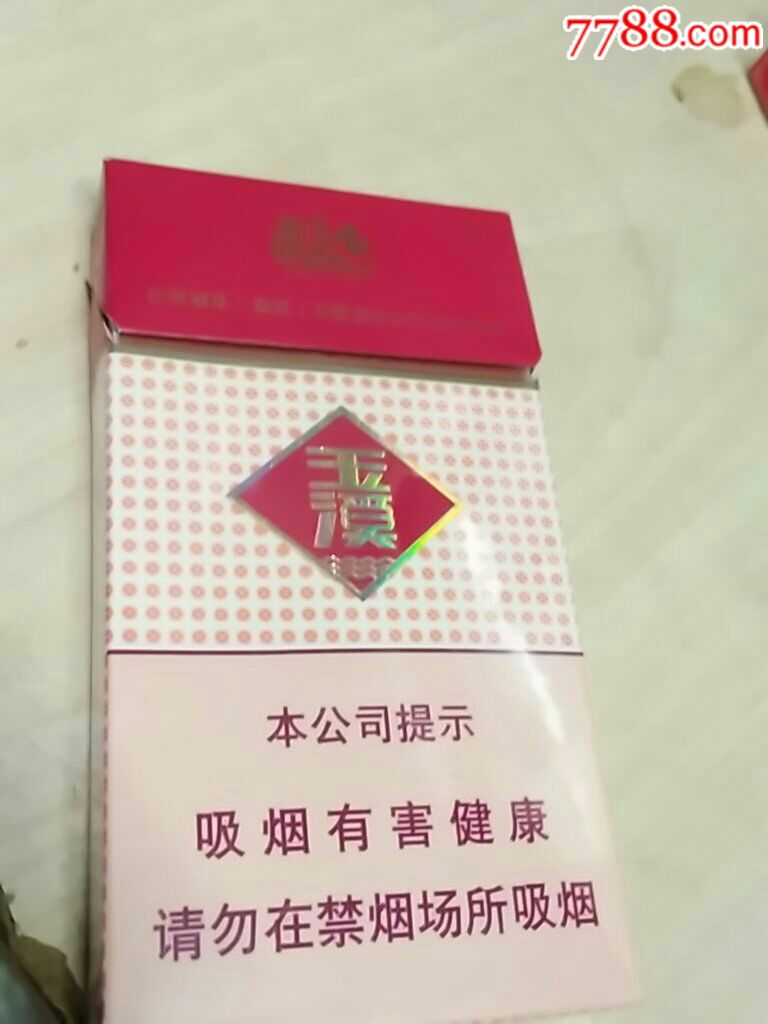 7788.com
玉溪
本公司提示
吸烟有害健康
请勿在禁烟场所吸烟